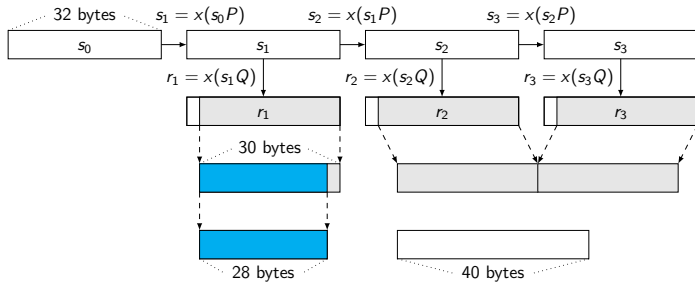 32 bytes
s₁ = x(s₀P)
s₂ = x(s₁P)
s₃ = x(s₂P)
s₀
s₁
s₂
s₃
r₁ = x(s₁Q)
r₂ = x(s₂Q)
r₃ = x(s₃Q)
r₁
r₂
r₃
30 bytes
28 bytes
40 bytes